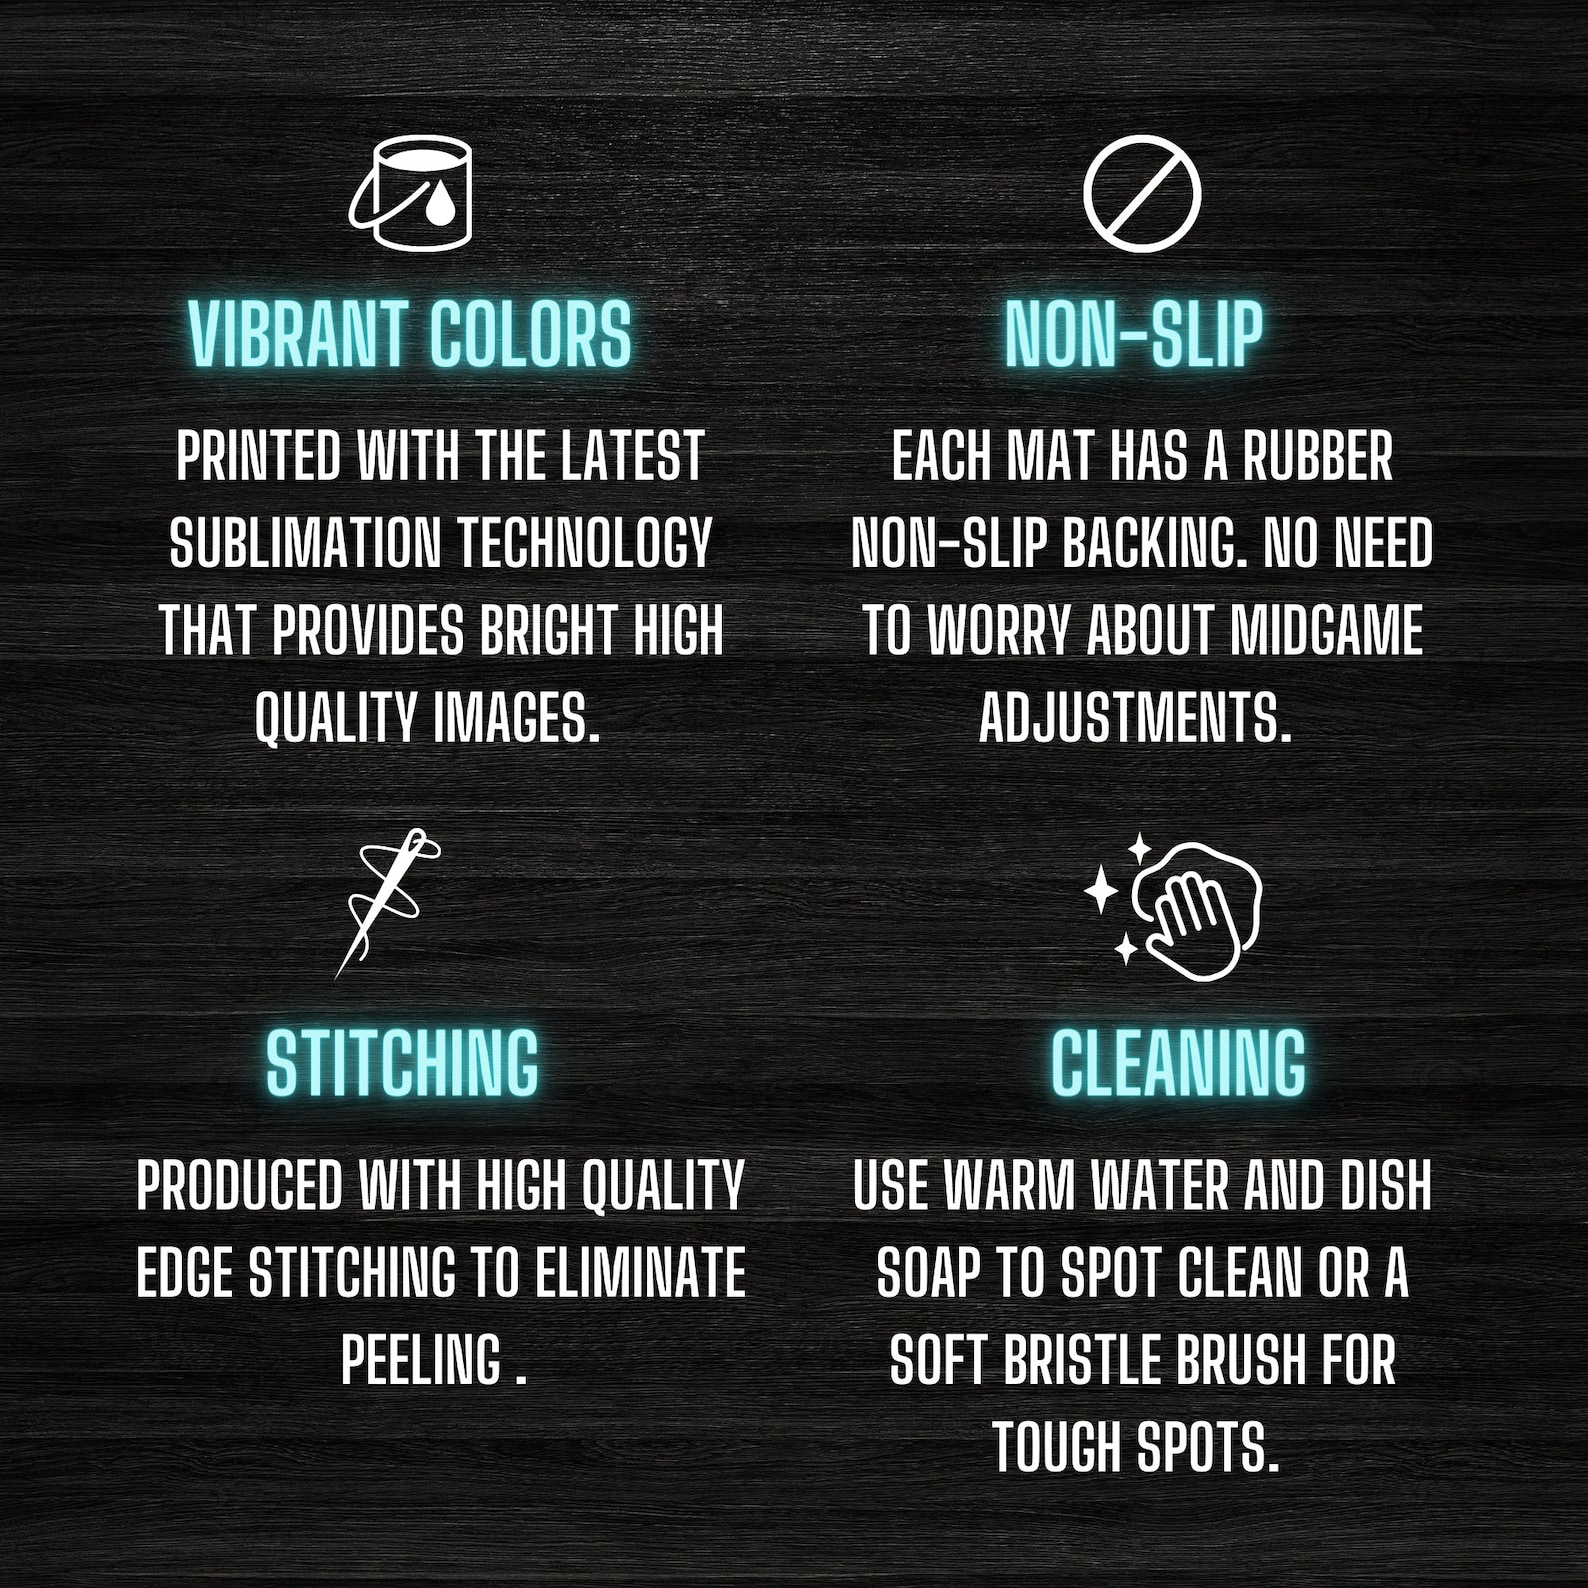 VIBRANT COLORS
PRINTED WITH THE LATEST
SUBLIMATION TECHNOLOGY
THAT PROVIDES BRIGHT HIGH
QUALITY IMAGES.
NON-SLIP
EACH MAT HAS A RUBBER
NON-SLIP BACKING. NO NEED
TO WORRY ABOUT MIDGAME
ADJUSTMENTS.
STITCHING
PRODUCED WITH HIGH QUALITY
EDGE STITCHING TO ELIMINATE
PEELING .
CLEANING
USE WARM WATER AND DISH
SOAP TO SPOT CLEAN OR A
SOFT BRISTLE BRUSH FOR
TOUGH SPOTS.